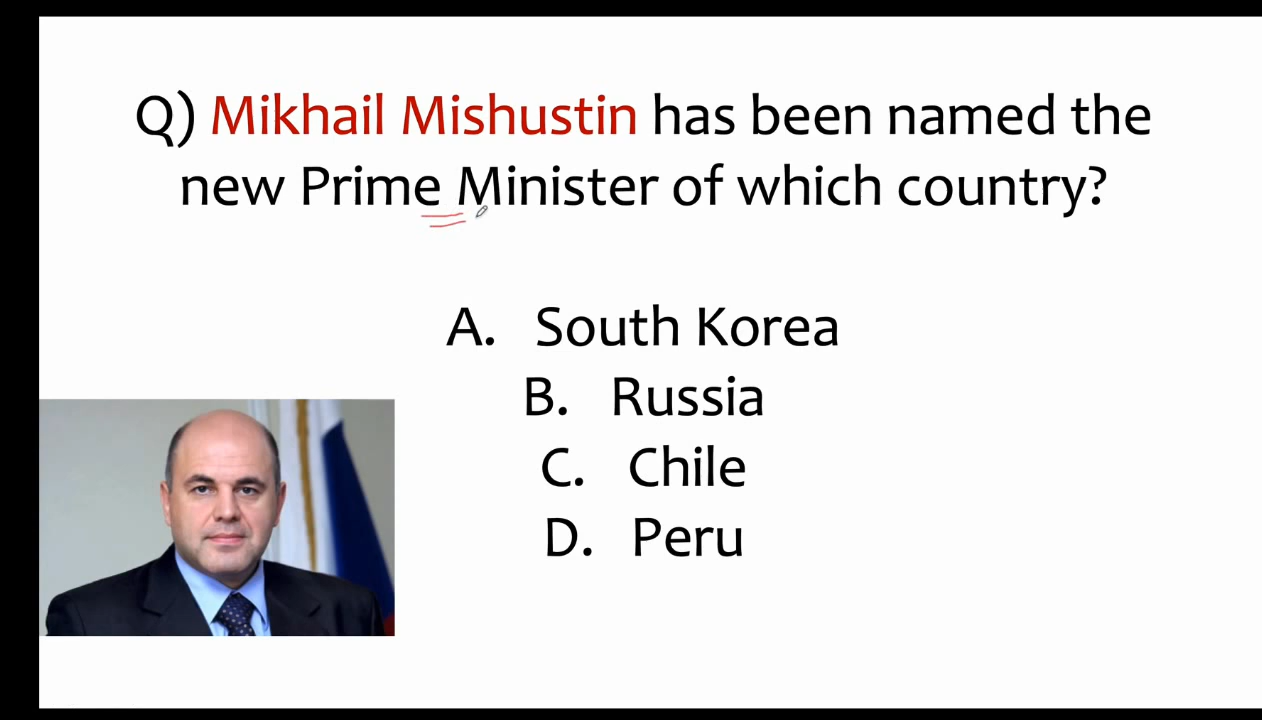 Q) Mikhail Mishustin has been named the
new Prime Minister of which country?
A. South Korea
B. Russia
C. Chile
D. Peru